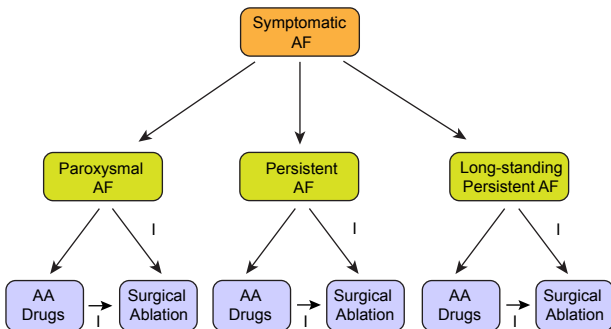 Symptomatic
AF
Paroxysmal
AF
Persistent
AF
Long-standing
Persistent AF
I
I
I
AA
Drugs
I
Surgical
Ablation
AA
Drugs
I
Surgical
Ablation
AA
Drugs
I
Surgical
Ablation